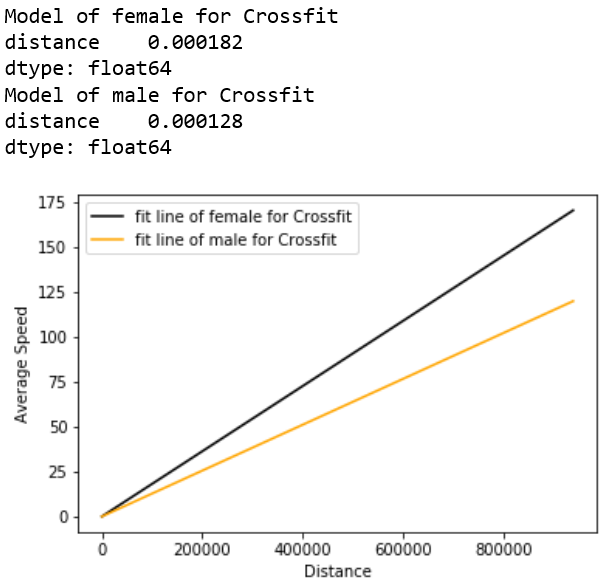 Model of female for Crossfit
distance    0.000182
dtype: float64
Model of male for Crossfit
distance    0.000128
dtype: float64
175
150
125
100
75
50
25
0
Average Speed
fit line of female for Crossfit
fit line of male for Crossfit
0 200000 400000 600000 800000
Distance